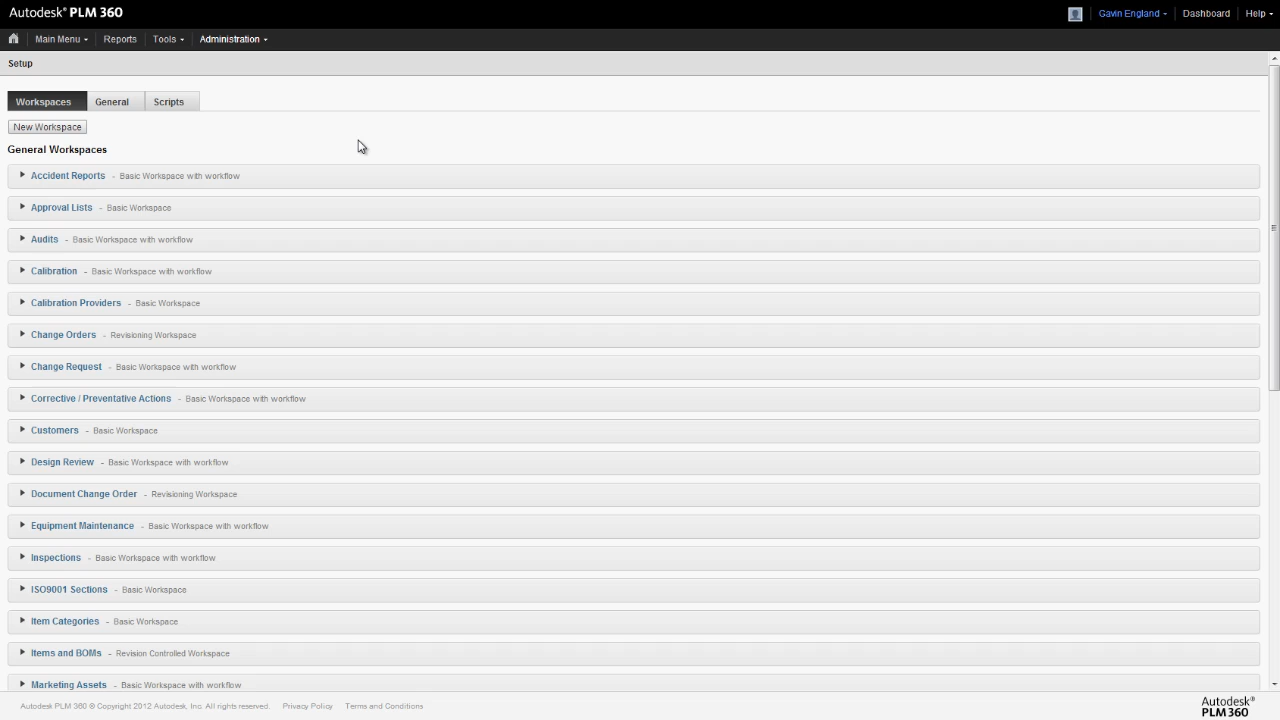 Autodesk® PLM 360
Gavin England Dashboard Help
Main Menu Reports Tools Administration
Setup
Workspaces General Scripts
New Workspace
General Workspaces
Accident Reports - Basic Workspace with workflow
Approval Lists - Basic Workspace
Audits - Basic Workspace with workflow
Calibration - Basic Workspace with workflow
Calibration Providers - Basic Workspace
Change Orders - Revisioning Workspace
Change Request - Basic Workspace with workflow
Corrective / Preventative Actions - Basic Workspace with workflow
Customers - Basic Workspace
Design Review - Basic Workspace with workflow
Document Change Order - Revisioning Workspace
Equipment Maintenance - Basic Workspace with workflow
Inspections - Basic Workspace with workflow
ISO9001 Sections - Basic Workspace
Item Categories - Basic Workspace
Items and BOMs - Revision Controlled Workspace
Marketing Assets - Basic Workspace with workflow
Autodesk PLM 360 © Copyright 2012 Autodesk, Inc. All rights reserved. Privacy Policy Terms and Conditions
Autodesk®
PLM 360